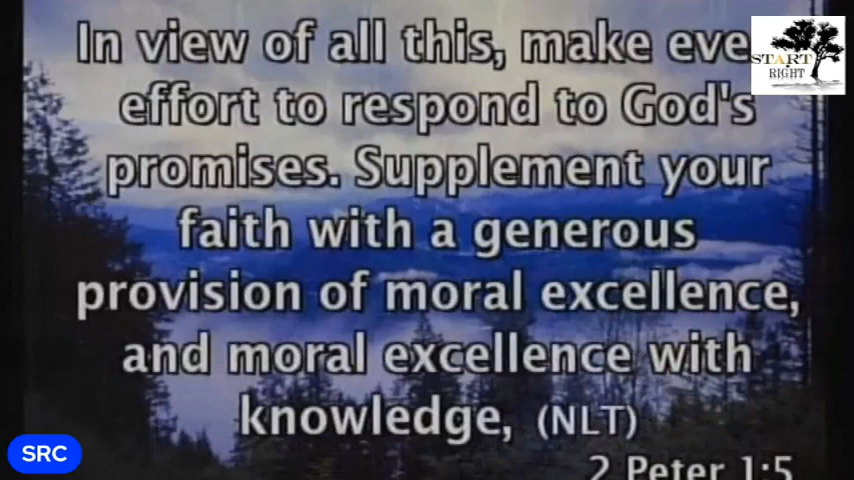 In view of all this, make eve
effort to respond to God's
promises. Supplement your
faith with a generous
provision of moral excellence,
and moral excellence with
knowledge, (NLT)
2 Peter 1:5
START
RIGHT
SRC